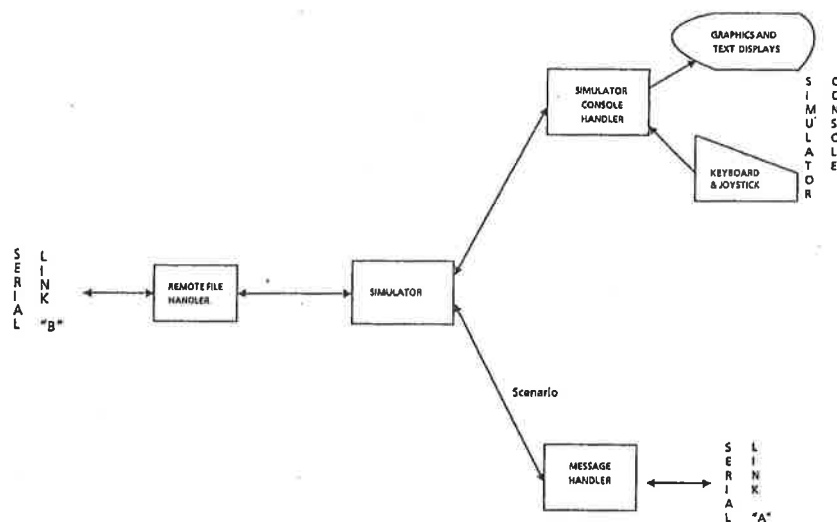 GRAPHICS AND
TEXT DISPLAYS
SIMULATOR
CONSOLE
HANDLER
SIMULATOR
CONSOLE
KEYBOARD
& JOYSTICK
SERIAL
LINK
"B"
REMOTE FILE
HANDLER
SIMULATOR
Scenario
MESSAGE
HANDLER
SERIAL
LINK
"A"